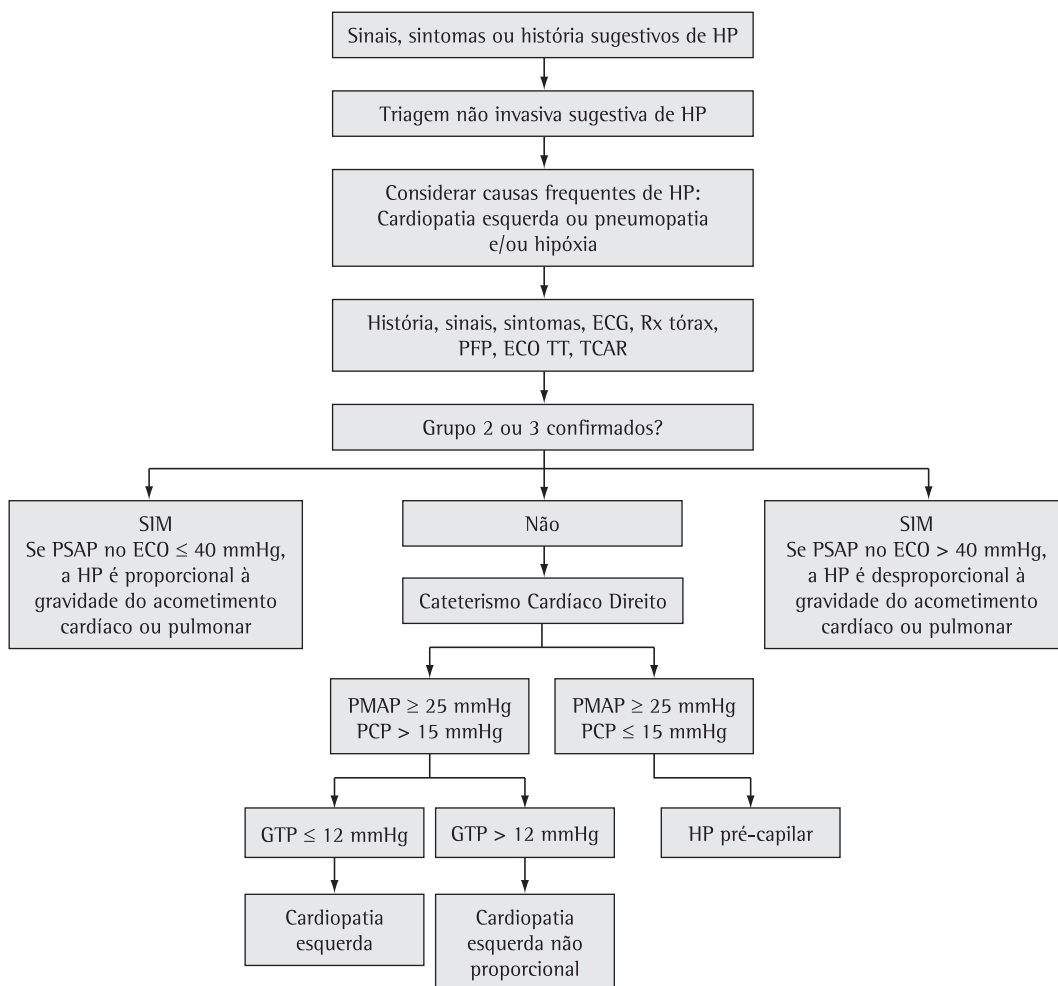 Sinais, sintomas ou história sugestivos de HP
Triagem não invasiva sugestiva de HP
Considerar causas frequentes de HP:
Cardiopatia esquerda ou pneumopatia
e/ou hipóxia
História, sinais, sintomas, ECG, Rx tórax,
PFP, ECO TT, TCAR
Grupo 2 ou 3 confirmados?
SIM
Se PSAP no ECO ≤ 40 mmHg,
a HP é proporcional à
gravidade do acometimento
cardíaco ou pulmonar
Não
SIM
Se PSAP no ECO > 40 mmHg,
a HP é desproporcional à
gravidade do acometimento
cardíaco ou pulmonar
Cateterismo Cardíaco Direito
PMAP ≥ 25 mmHg
PCP > 15 mmHg
PMAP ≥ 25 mmHg
PCP ≤ 15 mmHg
GTP ≤ 12 mmHg
GTP > 12 mmHg
HP pré-capilar
Cardiopatia
esquerda
Cardiopatia
esquerda não
proporcional